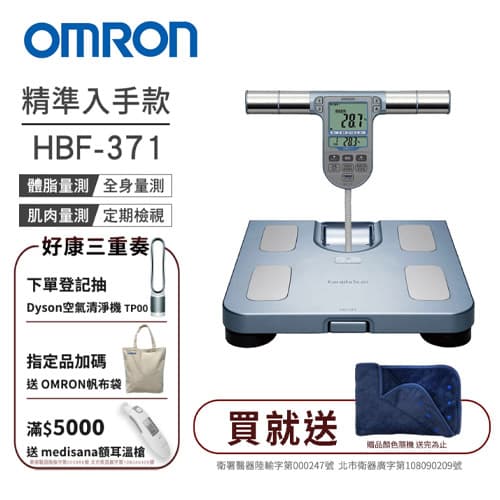 OMRON
精準入手款
HBF-371
體脂量測 全身量測
肌肉量測 定期檢視
好康三重奏
下單登記抽
Dyson空氣清淨機 TP00
指定品加碼
送 OMRON帆布袋
滿$5000
送 medisana額耳溫槍
OMRON
28.7
28.3
買就送
贈品顏色隨機 送完為止
衛署醫器陸輸字第000247號 北市衛器廣字第108090209號